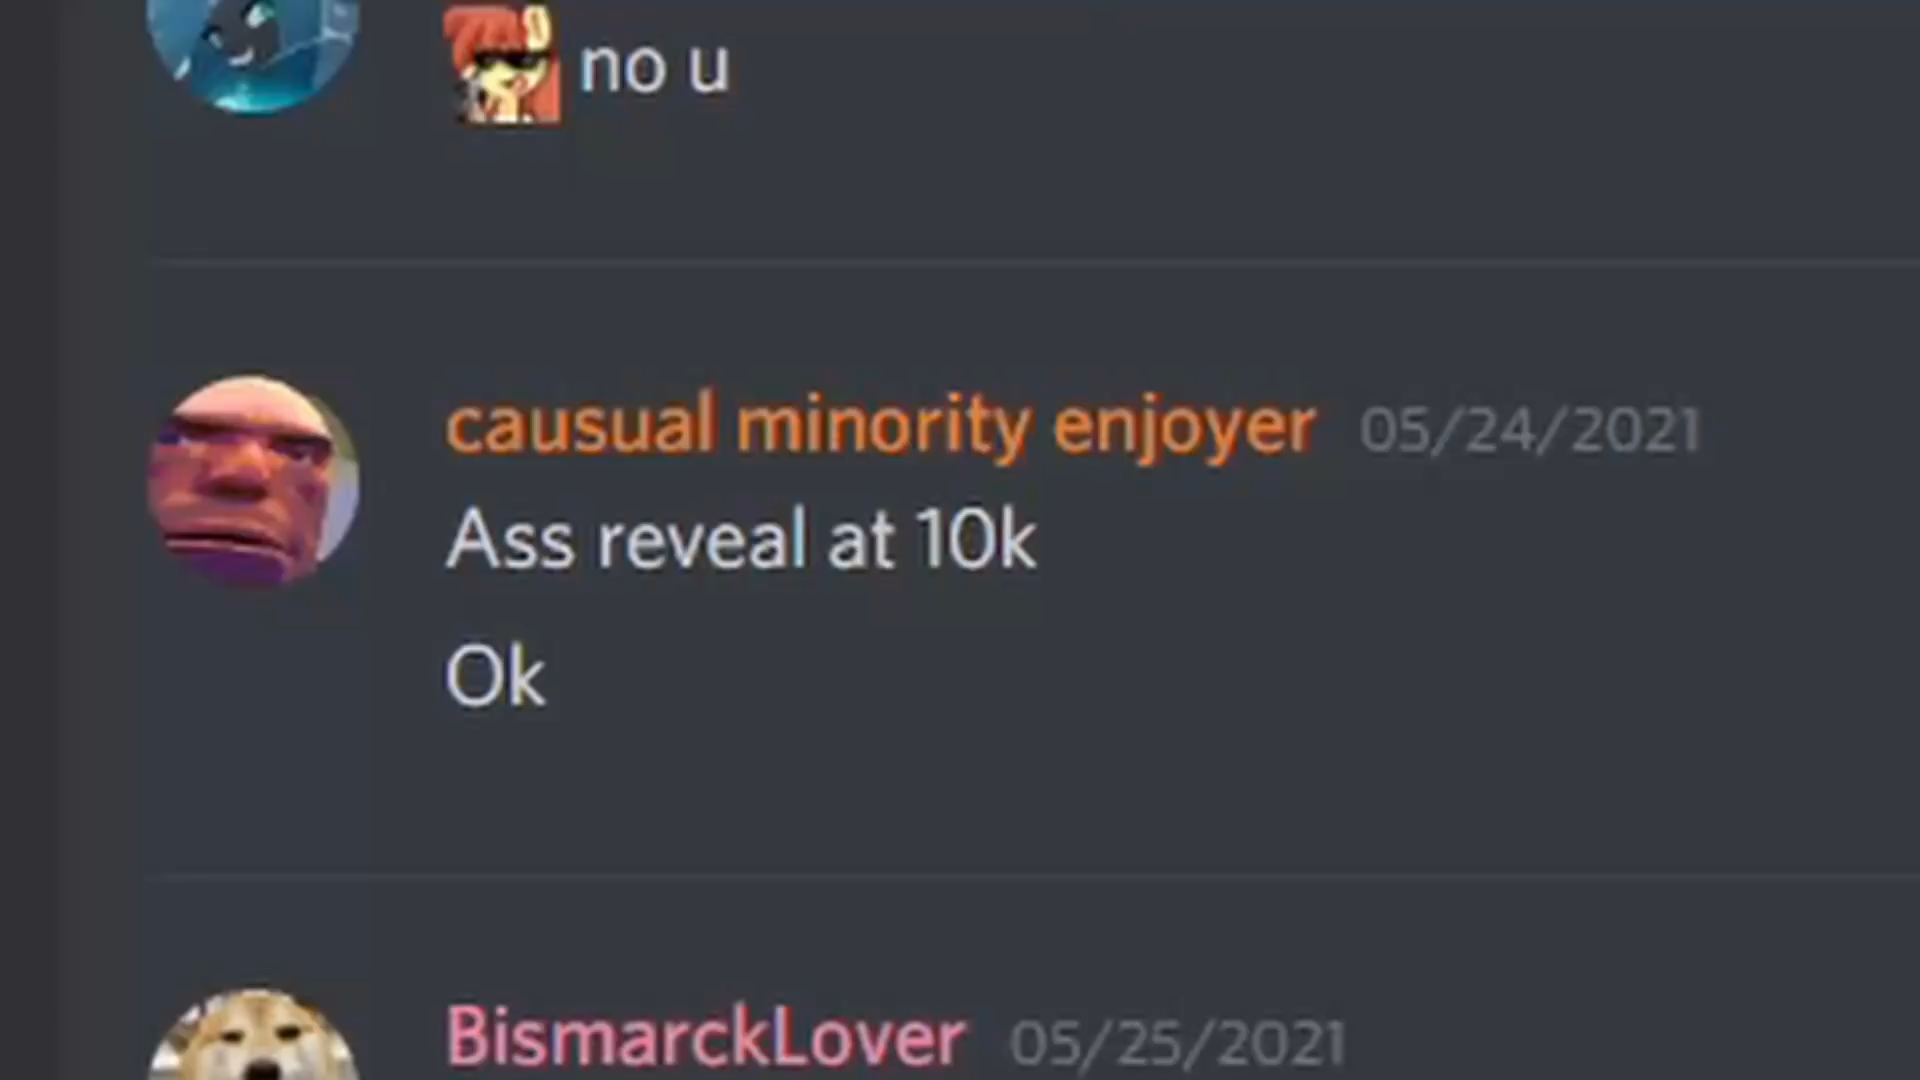 no u
causual minority enjoyer 05/24/2021
Ass reveal at 10k
Ok
BismarckLover 05/25/2021